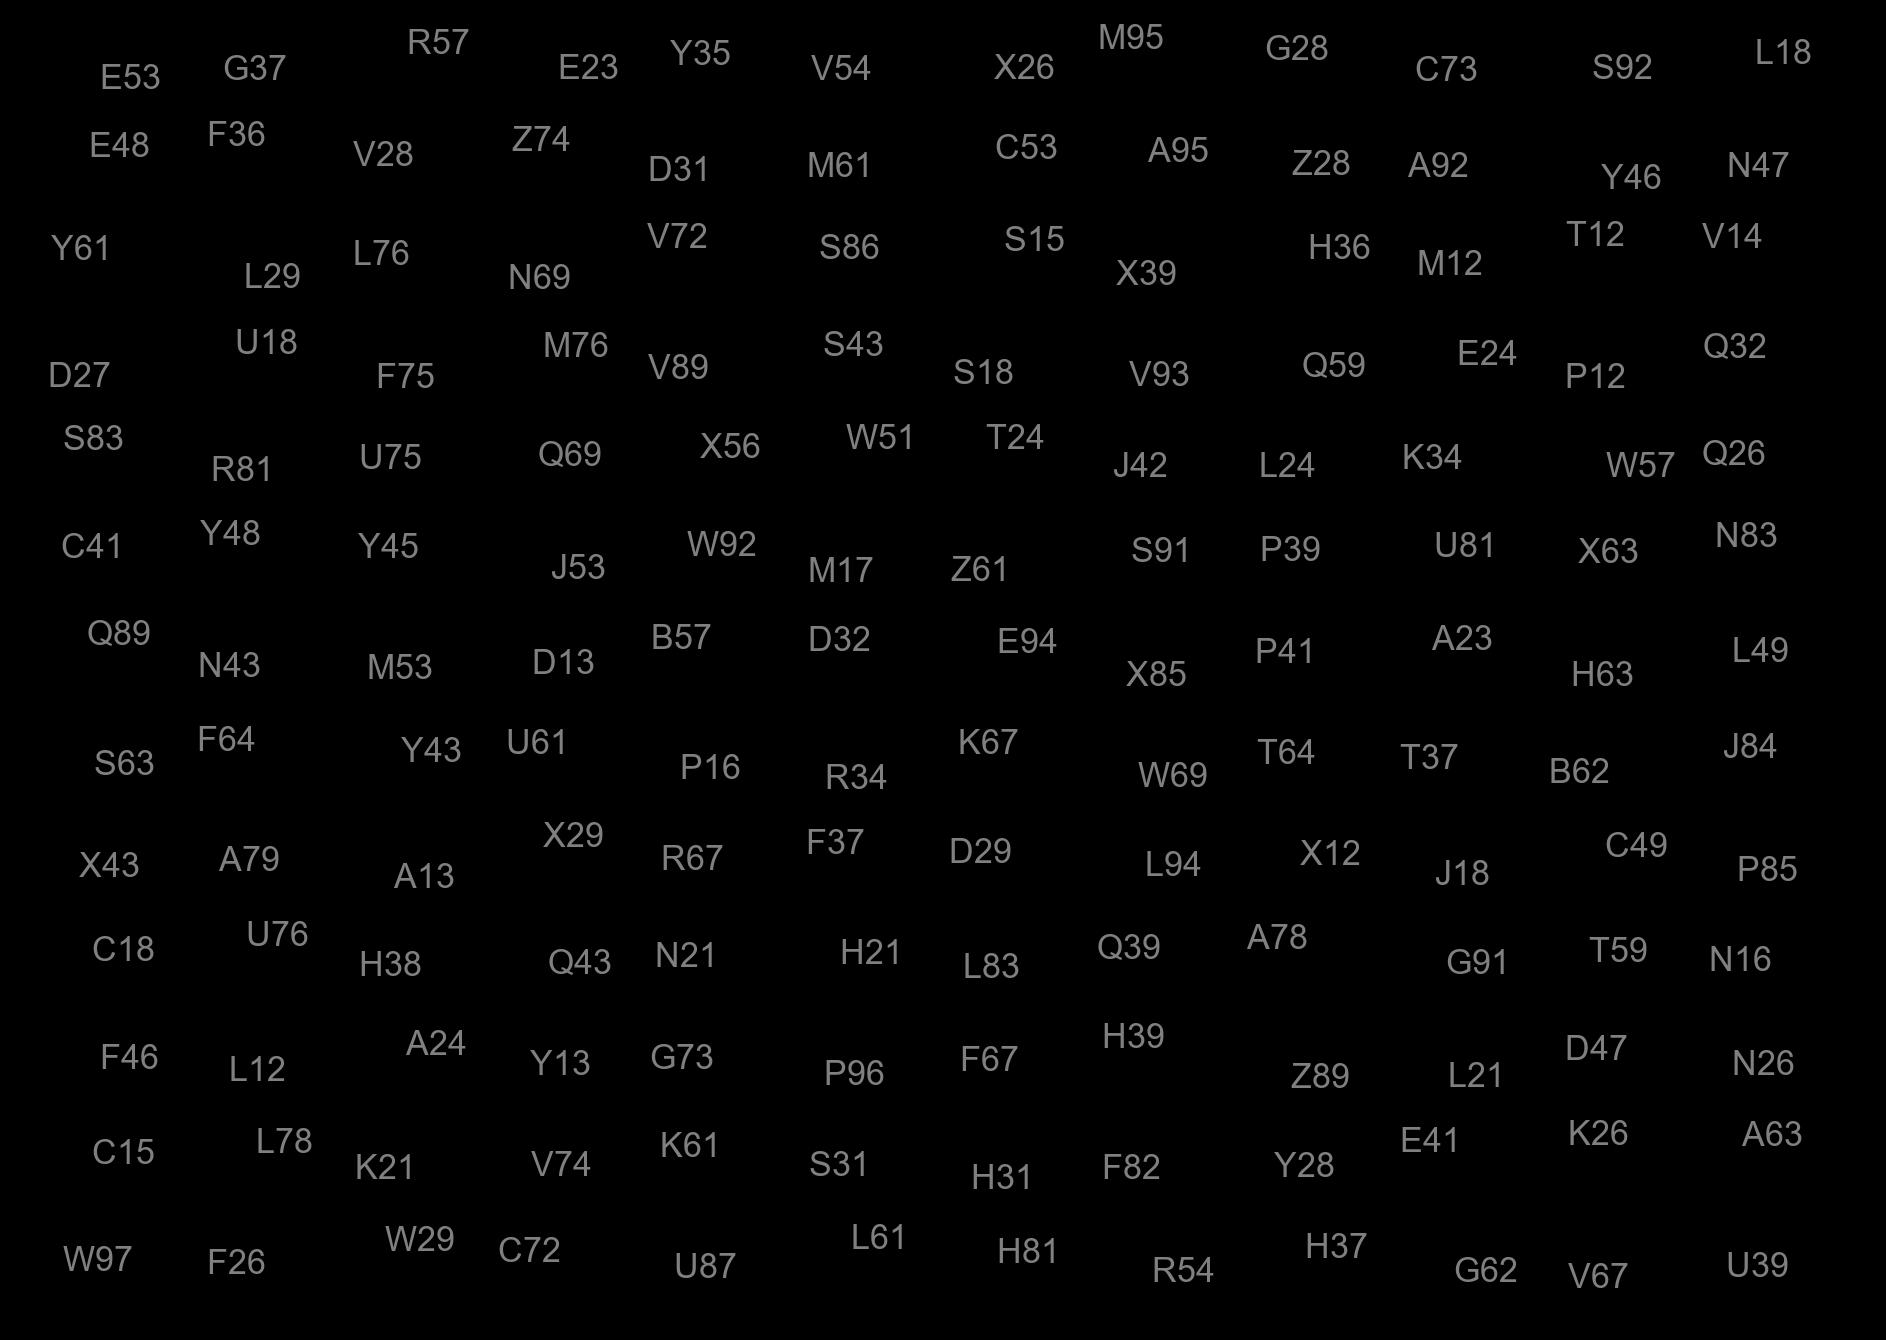 E53 G37 R57 E23 Y35 V54 X26 M95 G28 C73 S92 L18
E48 F36 V28 Z74 D31 M61 C53 A95 Z28 A92 Y46 N47
Y61 L29 L76 N69 V72 S86 S15 X39 H36 M12 T12 V14
D27 U18 F75 M76 V89 S43 S18 V93 Q59 E24 P12 Q32
S83 R81 U75 Q69 X56 W51 T24 J42 L24 K34 W57 Q26
C41 Y48 Y45 J53 W92 M17 Z61 S91 P39 U81 X63 N83
Q89 N43 M53 D13 B57 D32 E94 X85 P41 A23 H63 L49
S63 F64 Y43 U61 P16 R34 K67 W69 T64 T37 B62 J84
X43 A79 A13 X29 R67 F37 D29 L94 X12 J18 C49 P85
C18 U76 H38 Q43 N21 H21 L83 Q39 A78 G91 T59 N16
F46 L12 A24 Y13 G73 P96 F67 H39 Z89 L21 D47 N26
C15 L78 K21 V74 K61 S31 H31 F82 Y28 E41 K26 A63
W97 F26 W29 C72 U87 L61 H81 R54 H37 G62 V67 U39